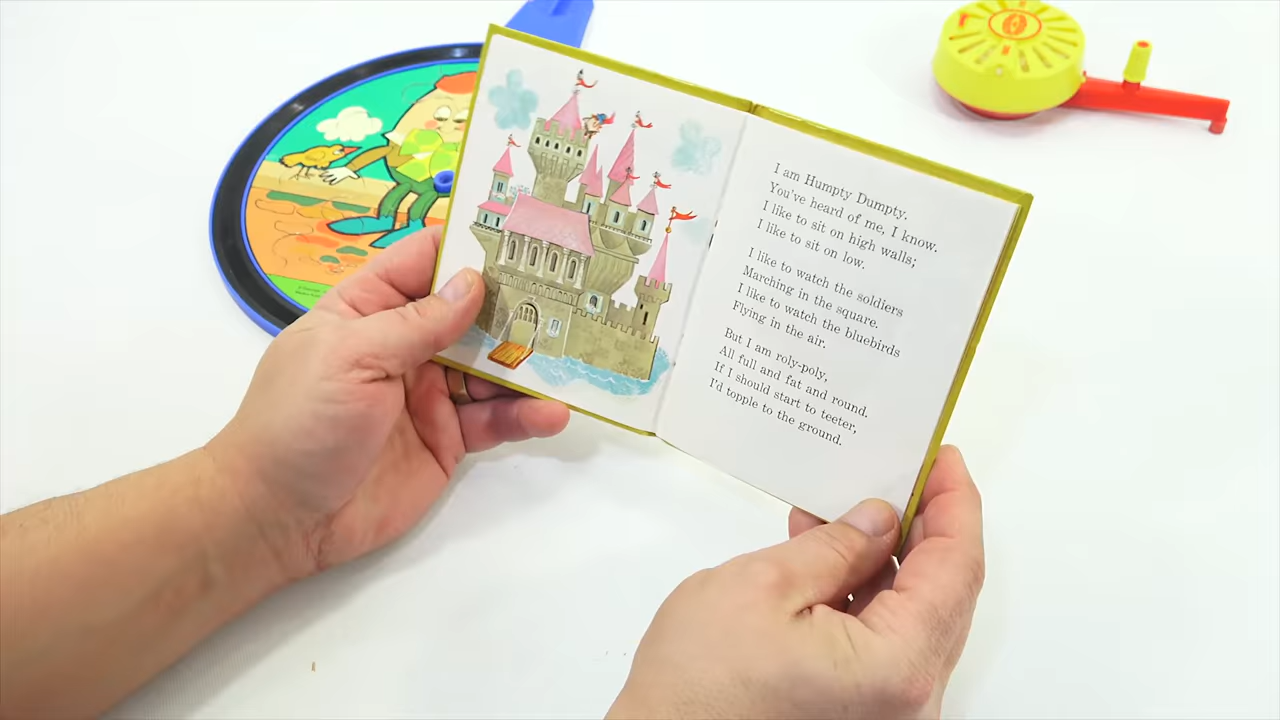 I am Humpty Dumpty.
You've heard of me, I know.
I like to sit on high walls;
I like to sit on low.
I like to watch the soldiers
Marching in the square.
I like to watch the bluebirds
Flying in the air.
But I am roly-poly,
All full and fat and round.
If I should start to teeter,
I'd topple to the ground.